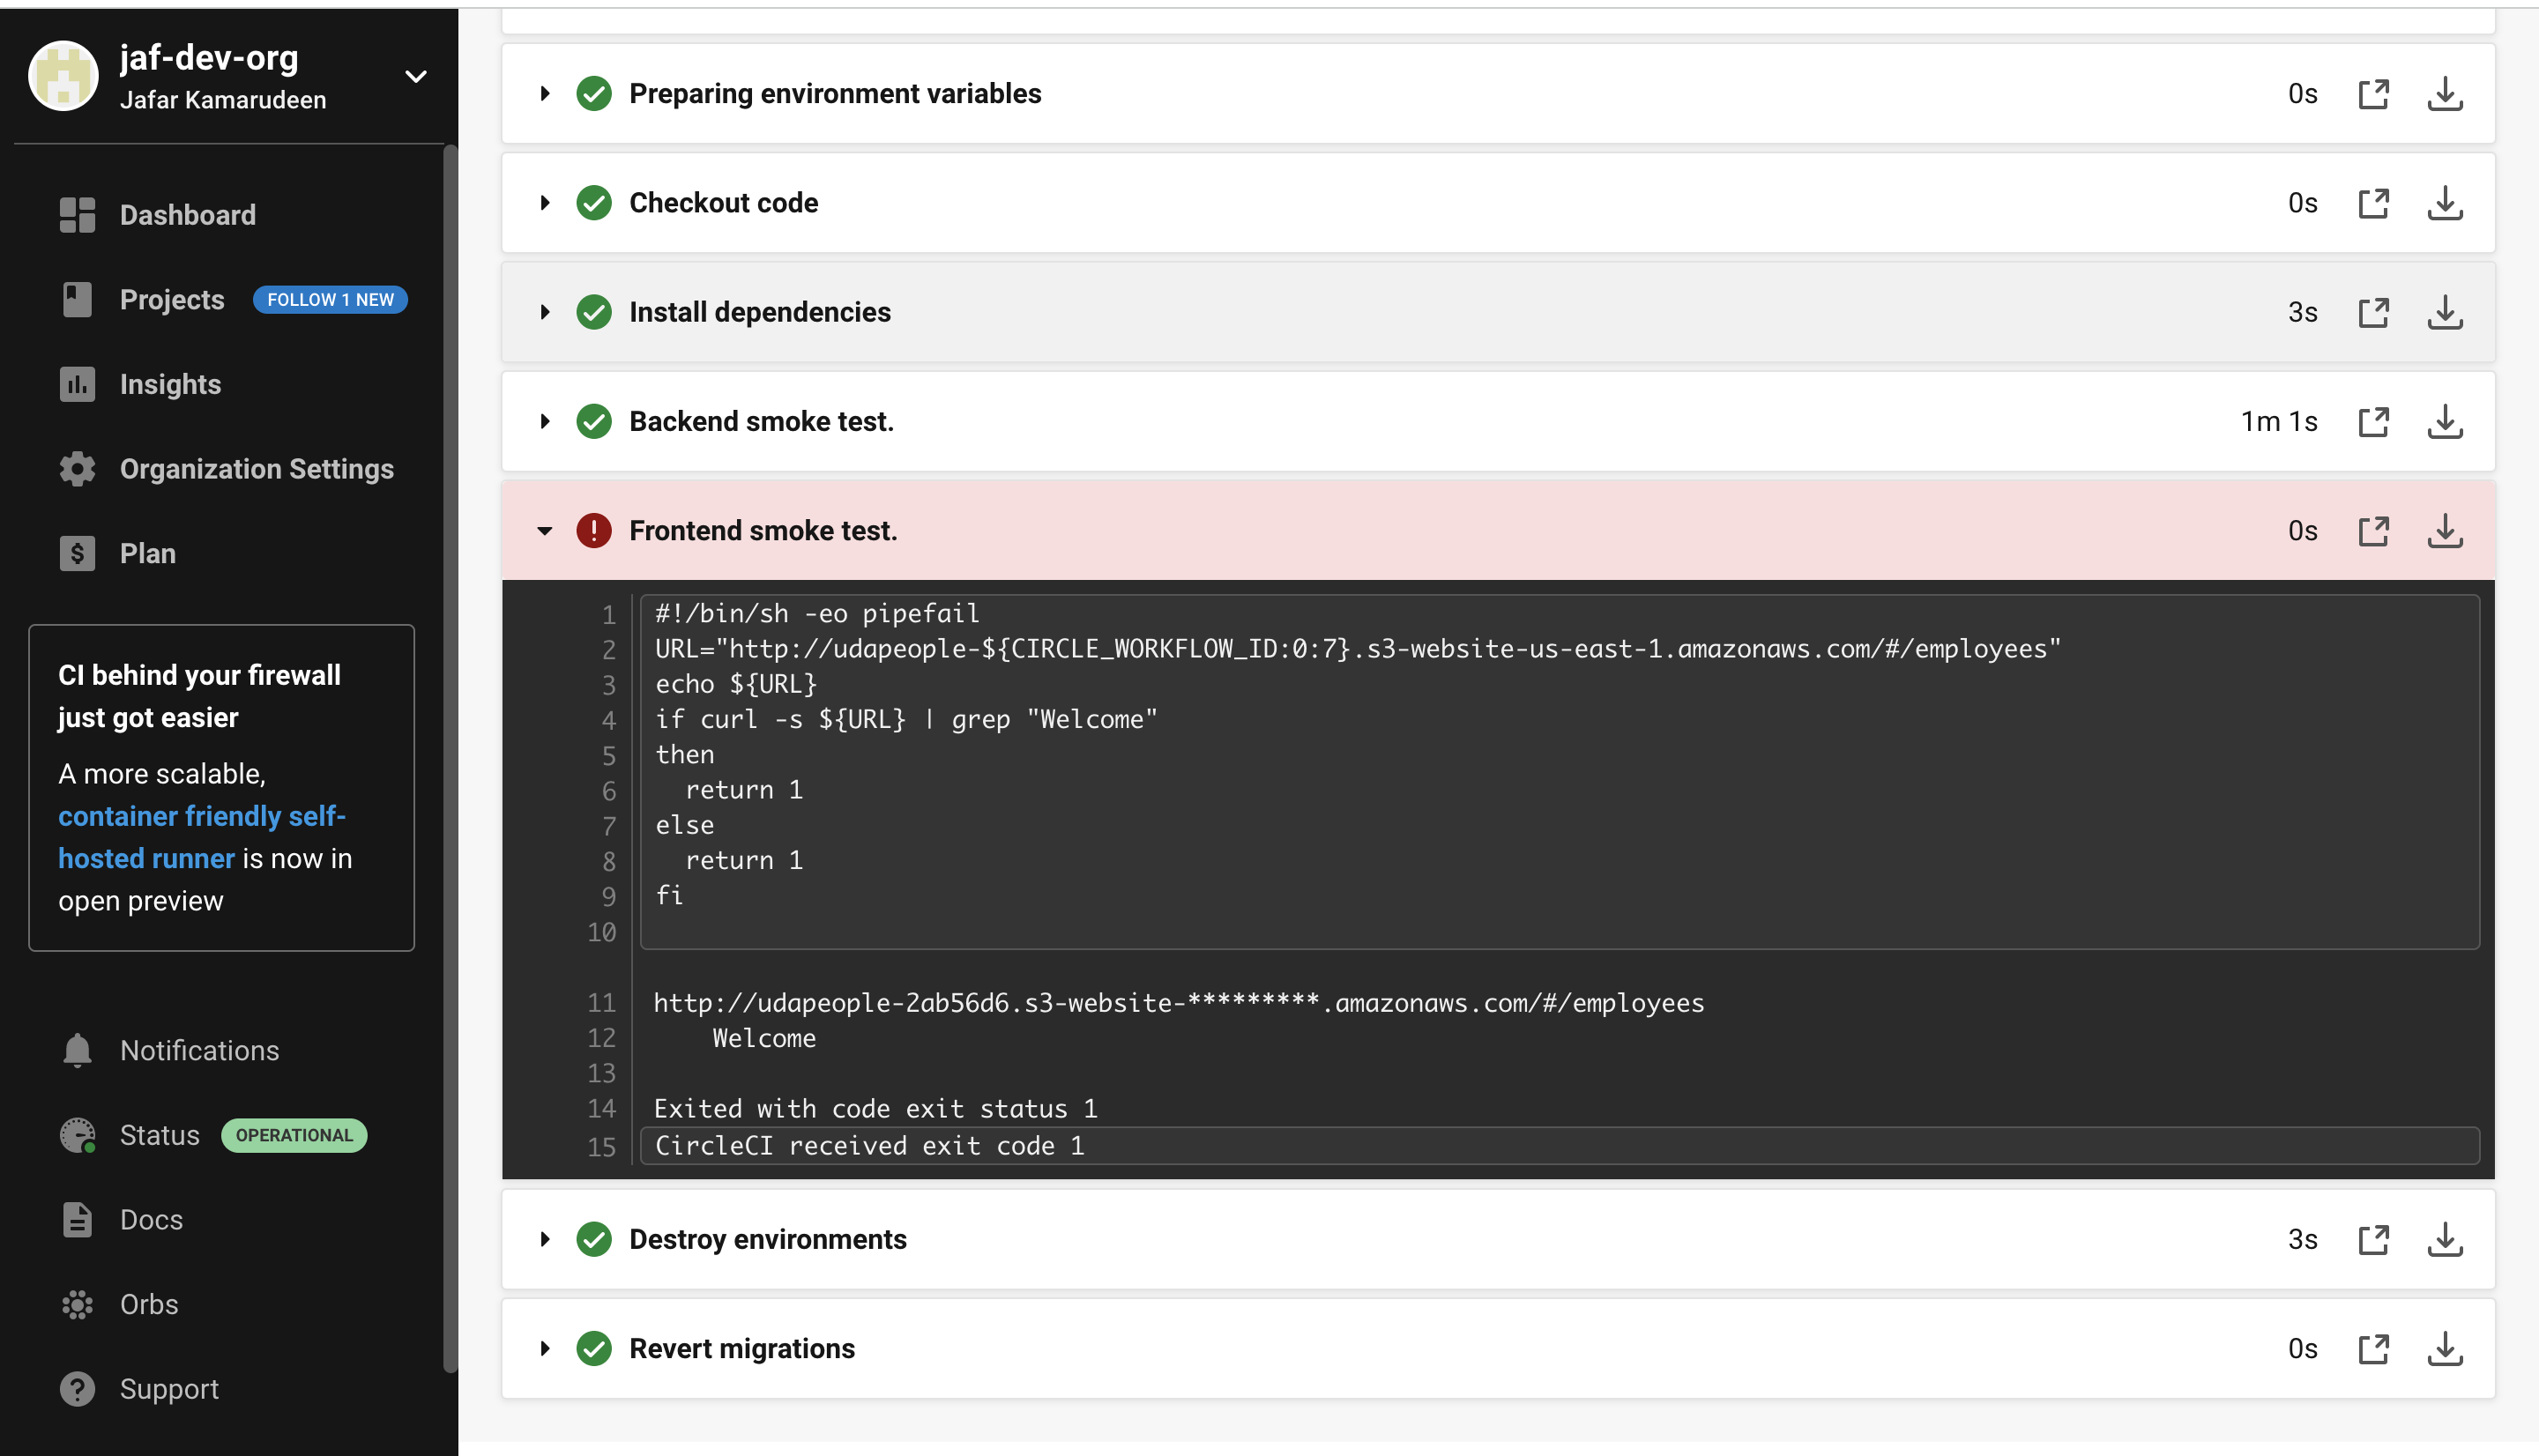 jaf-dev-org
Jafar Kamarudeen
Dashboard
Projects FOLLOW 1 NEW
Insights
Organization Settings
$ Plan
CI behind your firewall
just got easier
A more scalable,
container friendly self-
hosted runner is now in
open preview
Notifications
Status OPERATIONAL
Docs
Orbs
? Support
Preparing environment variables 0s
Checkout code 0s
Install dependencies 3s
Backend smoke test. 1m 1s
! Frontend smoke test. 0s
1 #!/bin/sh -eo pipefail
2 URL="http://udapeople-${CIRCLE_WORKFLOW_ID:0:7}.s3-website-us-east-1.amazonaws.com/#/employees"
3 echo ${URL}
4 if curl -s ${URL} | grep "Welcome"
5 then
6   return 1
7 else
8   return 1
9 fi
10
11 http://udapeople-2ab56d6.s3-website-*********.amazonaws.com/#/employees
12     Welcome
13
14 Exited with code exit status 1
15 CircleCI received exit code 1
Destroy environments 3s
Revert migrations 0s